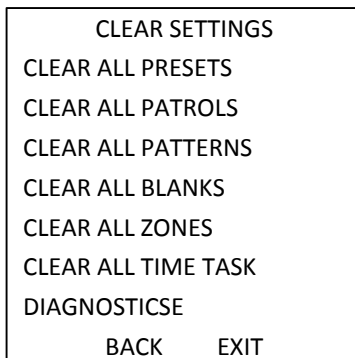 CLEAR SETTINGS
CLEAR ALL PRESETS
CLEAR ALL PATROLS
CLEAR ALL PATTERNS
CLEAR ALL BLANKS
CLEAR ALL ZONES
CLEAR ALL TIME TASK
DIAGNOSTICSE
BACK EXIT